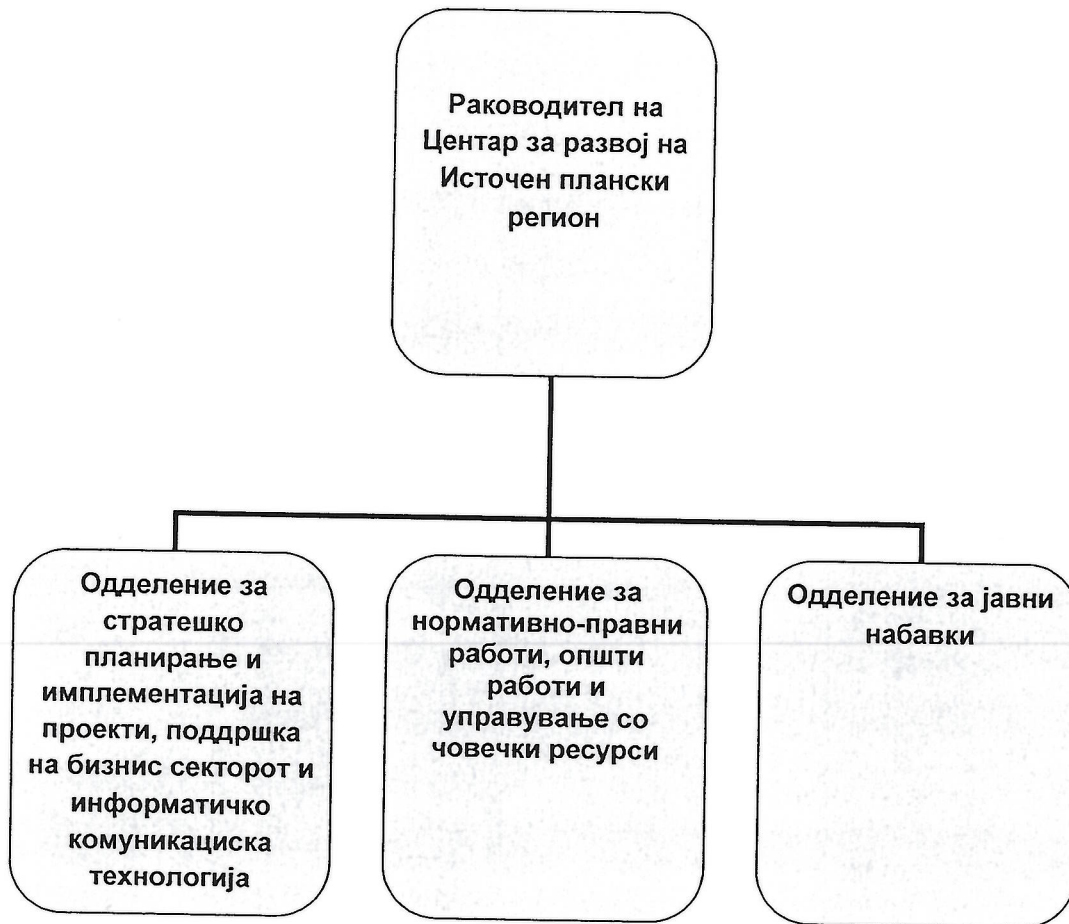 Раководител на
Центар за развој на
Источен плански
регион
Одделение за
стратешко
планирање и
имплементација на
проекти, поддршка
на бизнис секторот и
информатичко
комуникациска
технологија
Одделение за
нормативно-правни
работи, општи
работи и
управување со
човечки ресурси
Одделение за јавни
набавки